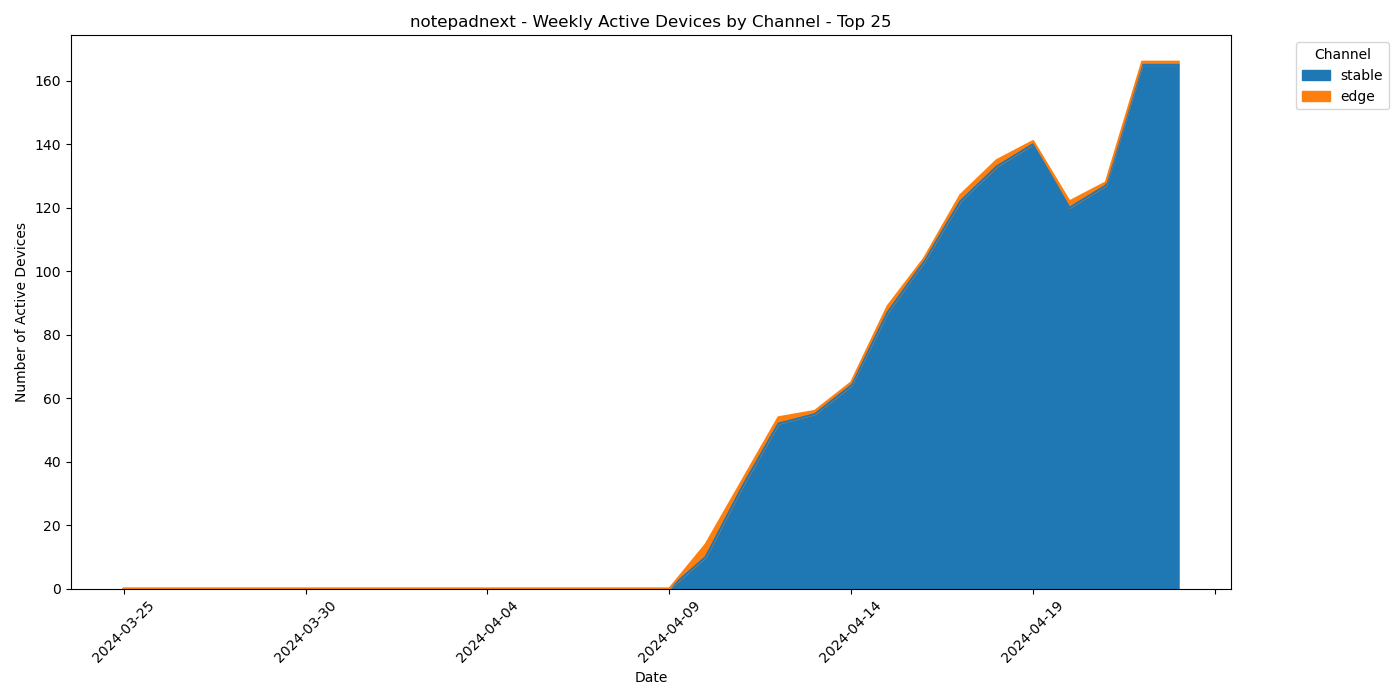 notepadnext - Weekly Active Devices by Channel - Top 25
Channel
stable
edge
Number of Active Devices
160
140
120
100
80
60
40
20
0
2024-03-25
2024-03-30
2024-04-04
2024-04-09
2024-04-14
2024-04-19
Date